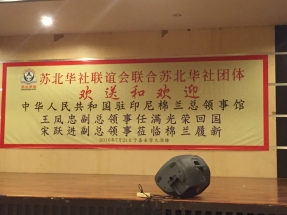 苏北华社联谊会联合苏北华社团体
欢送和欢迎
中华人民共和国驻印尼棉兰总领事馆
王凤忠副总领事任满光荣回国
宋跃进副总领事莅临棉兰履新